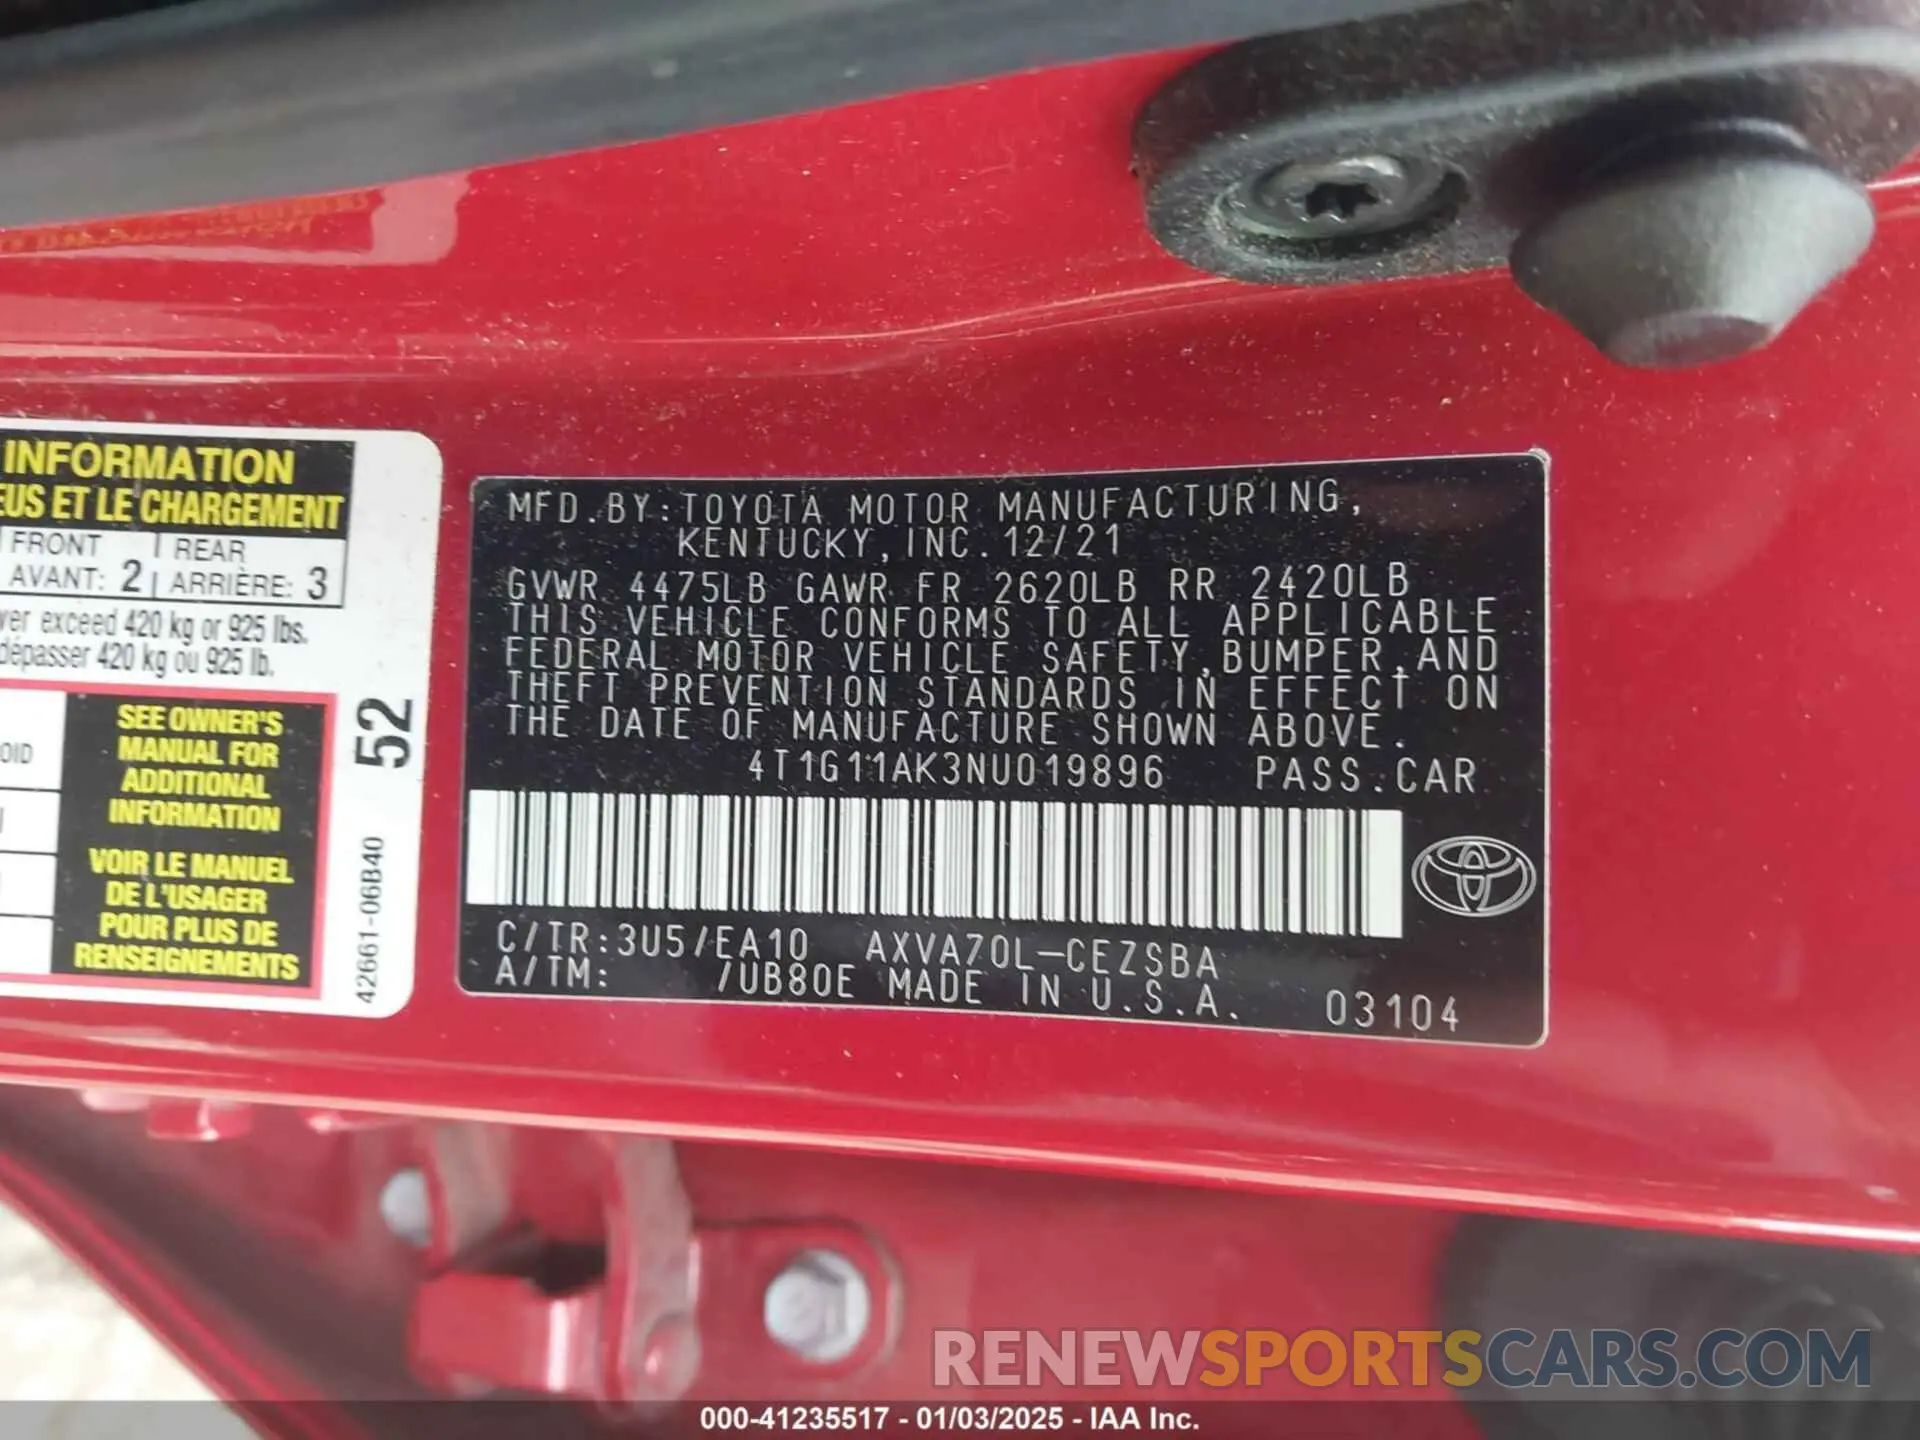 INFORMATION
EUS ET LE CHARGEMENT
FRONT REAR
AVANT: 2 ARRIÈRE: 3
ver exceed 420 kg or 925 lbs.
dépasser 420 kg ou 925 lb.
SEE OWNER'S
MANUAL FOR
ADDITIONAL
INFORMATION
VOIR LE MANUEL
DE L'USAGER
POUR PLUS DE
RENSEIGNEMENTS
OID
52
42661-06B40
MFD.BY:TOYOTA MOTOR MANUFACTURING,
KENTUCKY,INC.12/21
GVWR 4475LB GAWR FR 2620LB RR 2420LB
THIS VEHICLE CONFORMS TO ALL APPLICABLE
FEDERAL MOTOR VEHICLE SAFETY,BUMPER,AND
THEFT PREVENTION STANDARDS IN EFFECT ON
THE DATE OF MANUFACTURE SHOWN ABOVE.
4T1G11AK3NU019896 PASS.CAR
C/TR:3U5/EA10 AXVA70L-CEZSBA
A/TM: /UB80E MADE IN U.S.A. 03104
RENEWSPORTSCARS.COM
000-41235517 - 01/03/2025 - IAA Inc.